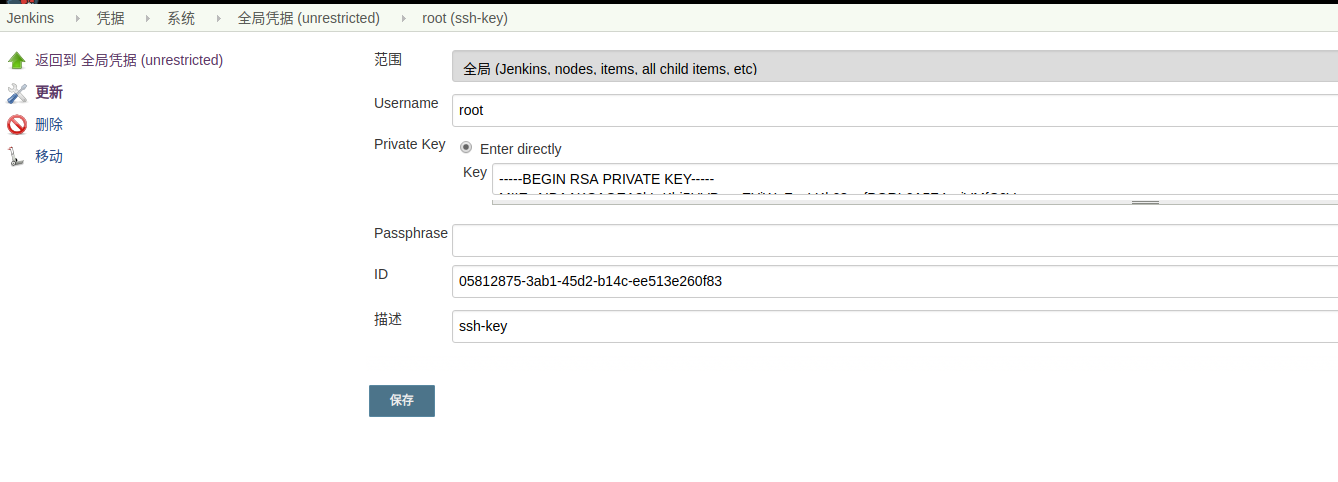 Jenkins 凭据 系统 全局凭据 (unrestricted) root (ssh-key)
返回到 全局凭据 (unrestricted)
更新
删除
移动
范围 全局 (Jenkins, nodes, items, all child items, etc)
Username root
Private Key Enter directly
Key -----BEGIN RSA PRIVATE KEY-----
Passphrase
ID 05812875-3ab1-45d2-b14c-ee513e260f83
描述 ssh-key
保存